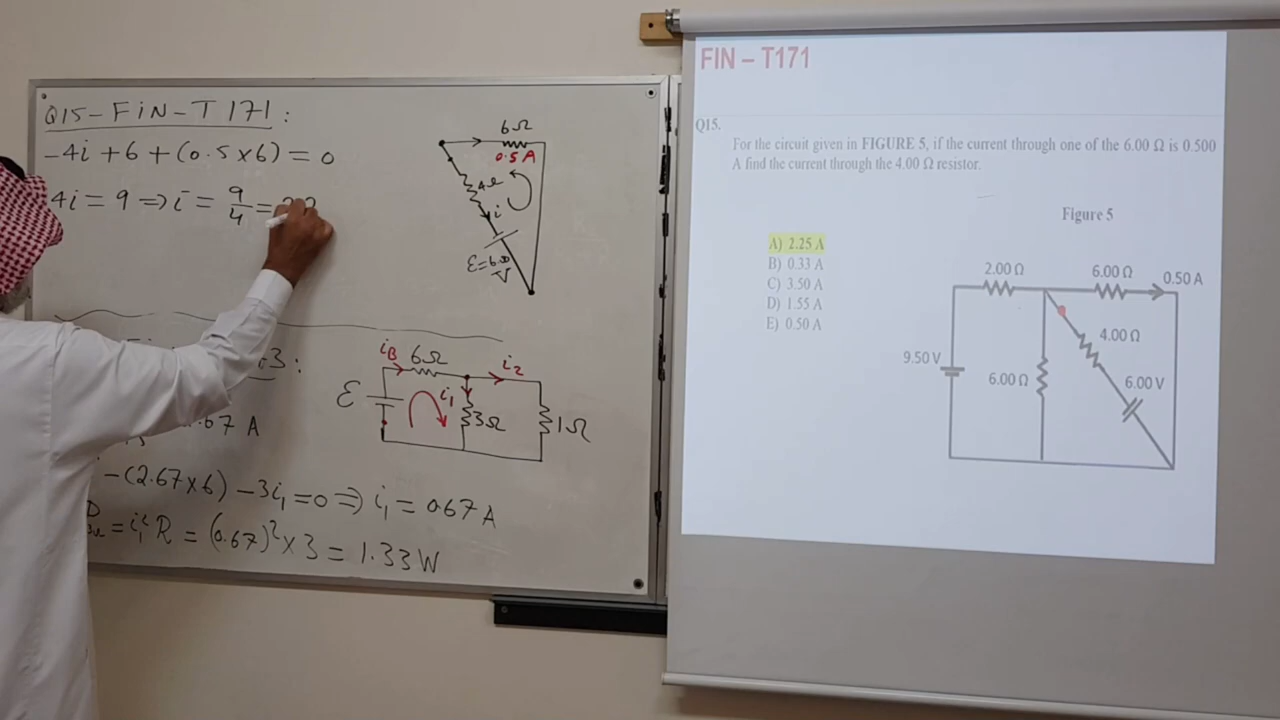 Q15-FiN-T 171 :
-4i + 6 + (0.5 x 6) = 0
4i = 9 => i = 9/4 =
6Ω
0.5 A
4Ω
i
ε=6.00 V
3 :
67 A
-(2.67 x 6) - 3i₁ = 0 => i₁ = 0.67 A
= i₁² R = (0.67)² x 3 = 1.33 W
iB 6Ω i₂
ε i₁ 3Ω 1Ω
FIN – T171
Q15.
For the circuit given in FIGURE 5, if the current through one of the 6.00 Ω is 0.500
A find the current through the 4.00 Ω resistor.
Figure 5
A) 2.25 A
B) 0.33 A
C) 3.50 A
D) 1.55 A
E) 0.50 A
2.00 Ω 6.00 Ω 0.50 A
4.00 Ω
9.50 V
6.00 Ω 6.00 V